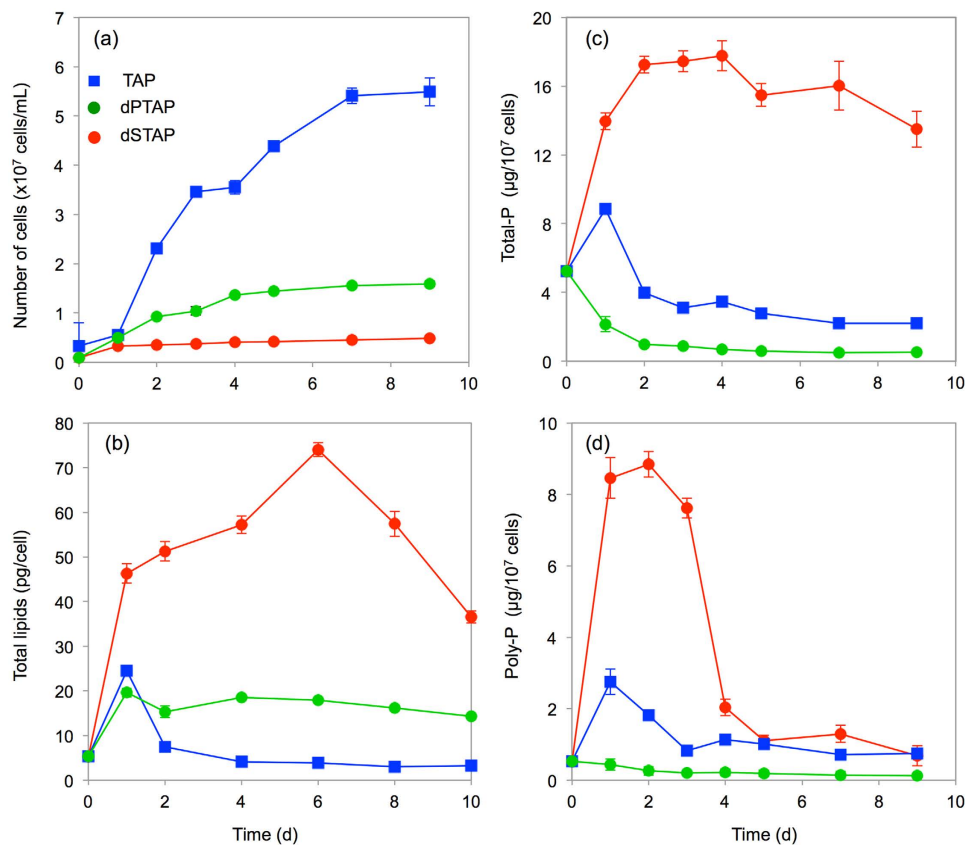 (a)
7
6
5
4
3
2
1
0
Number of cells (x10⁷ cells/mL)
TAP
dPTAP
dSTAP
0 2 4 6 8 10
(c)
20
16
12
8
4
0
Total-P (µg/10⁷ cells)
0 2 4 6 8 10
(b)
80
70
60
50
40
30
20
10
0
Total lipids (pg/cell)
0 2 4 6 8 10
Time (d)
(d)
10
8
6
4
2
0
Poly-P (µg/10⁷ cells)
0 2 4 6 8 10
Time (d)